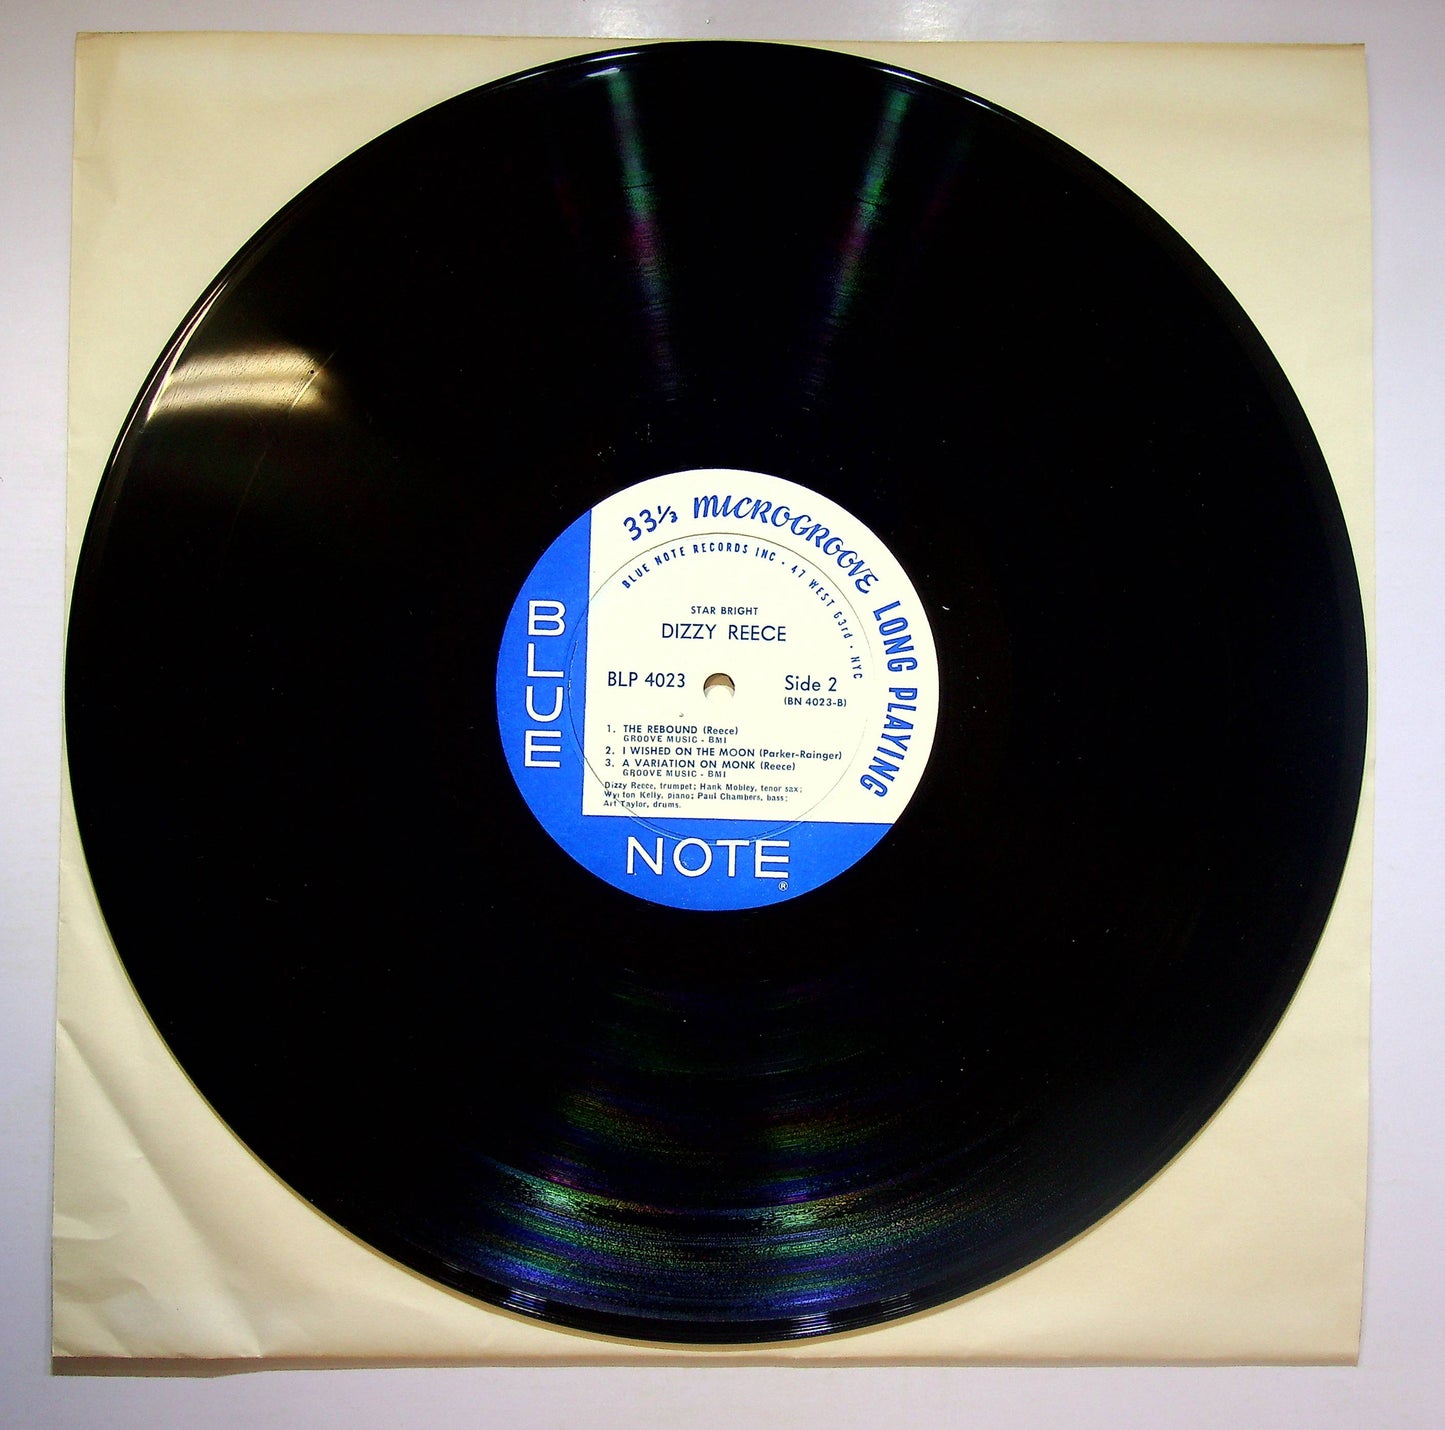 33⅓ MICROGROOVE LONG PLAYING
BLUE NOTE RECORDS INC · 47 WEST 63rd · NYC
STAR BRIGHT
DIZZY REECE
BLP 4023
Side 2
(BN 4023-B)
1. THE REBOUND (Reece)
GROOVE MUSIC - BMI
2. I WISHED ON THE MOON (Parker-Rainger)
3. A VARIATION ON MONK (Reece)
GROOVE MUSIC - BMI
Dizzy Reece, trumpet; Hank Mobley, tenor sax;
Wynton Kelly, piano; Paul Chambers, bass;
Art Taylor, drums.
BLUE
NOTE
®